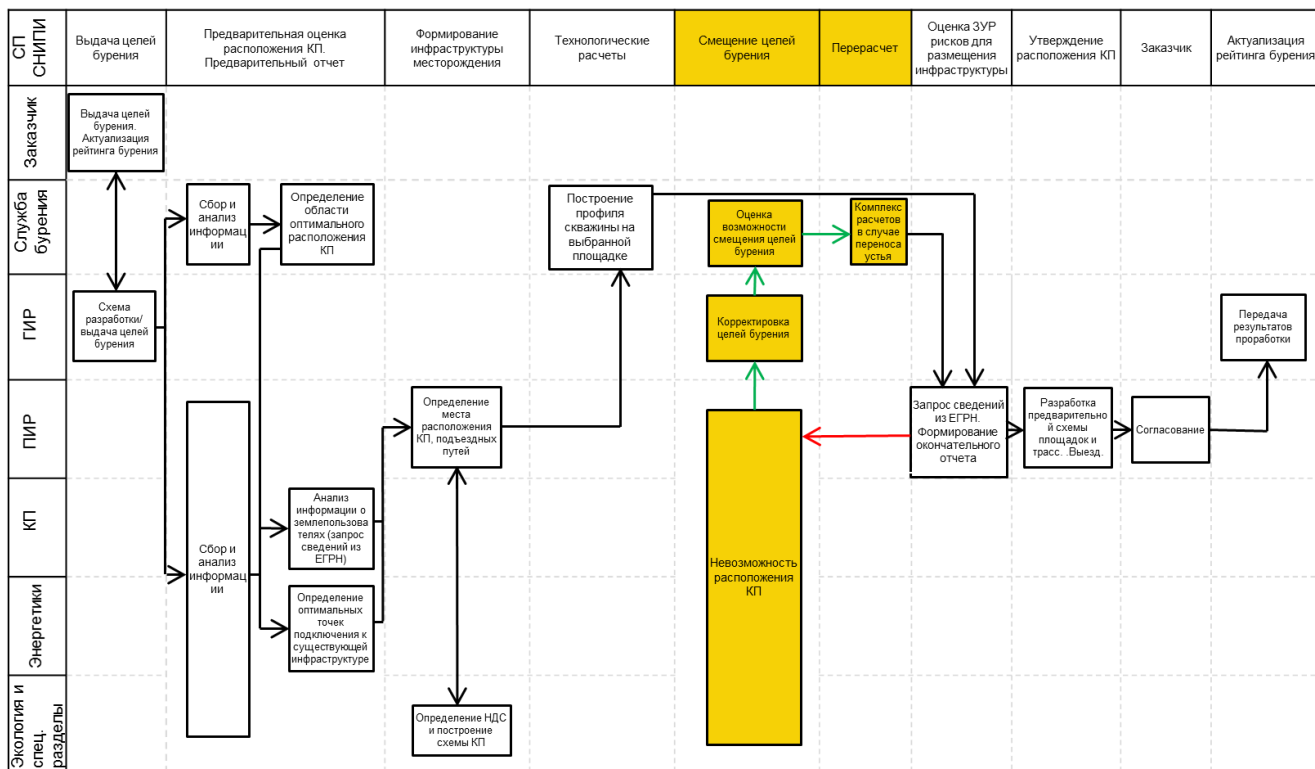 СП
СНИПИ
Выдача целей
бурения
Предварительная оценка
расположения КП.
Предварительный отчет
Формирование
инфраструктуры
месторождения
Технологические
расчеты
Смещение целей
бурения
Перерасчет
Оценка ЗУР
рисков для
размещения
инфраструктуры
Утверждение
расположения КП
Заказчик
Актуализация
рейтинга бурения
Заказчик
Выдача целей
бурения.
Актуализация
рейтинга бурения
Служба
бурения
Сбор и
анализ
информац
ии
Определение
области
оптимального
расположения
КП
Построение
профиля
скважины на
выбранной
площадке
Оценка
возможности
смещения целей
бурения
Комплекс
расчетов
в случае
переноса
устья
ГИР
Схема
разработки/
выдача целей
бурения
Корректировка
целей бурения
Передача
результатов
проработки
ПИР
Определение
места
расположения
КП, подъездных
путей
Запрос сведений
из ЕГРН.
Формирование
окончательного
отчета
Разработка
предварительно
й схемы
площадок и
трасс. .Выезд.
Согласование
КП
Сбор и
анализ
информац
ии
Анализ
информации о
землепользова
телях (запрос
сведений из
ЕГРН)
Невозможность
расположения
КП
Энергетики
Определение
оптимальных
точек
подключения к
существующей
инфраструктуре
Экология и
спец.
разделы
Определение НДС
и построение
схемы КП